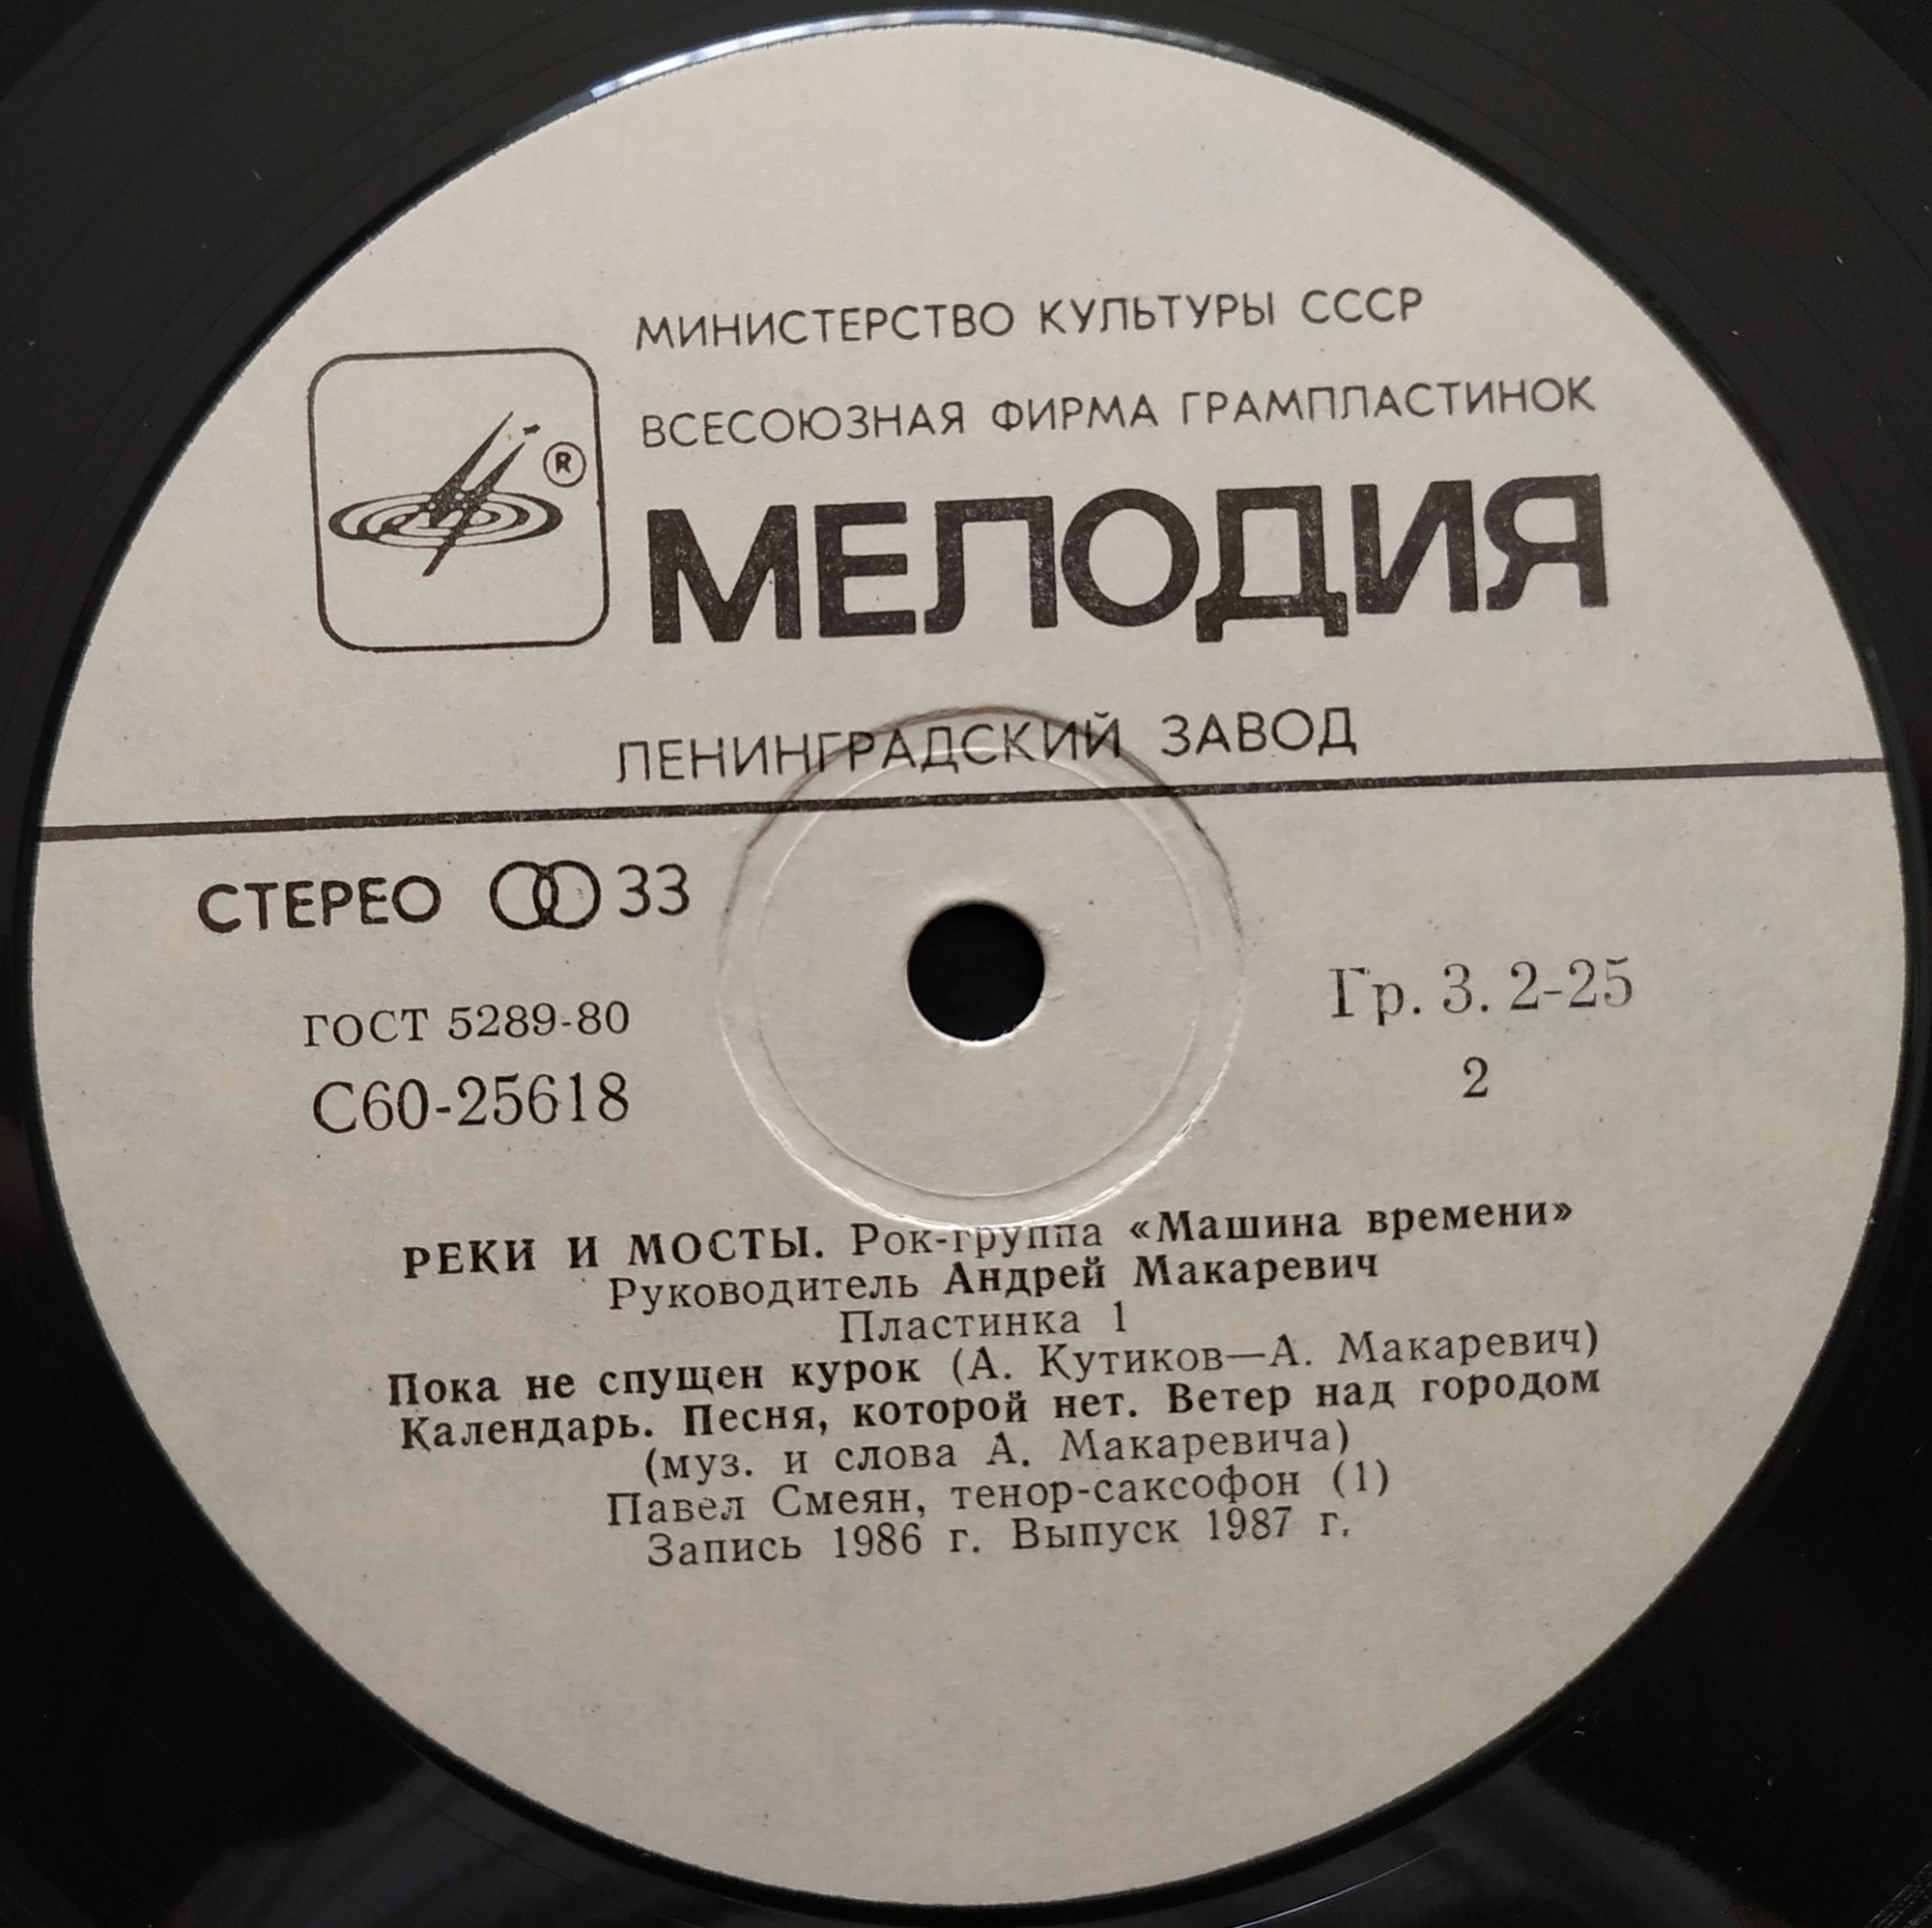 МИНИСТЕРСТВО КУЛЬТУРЫ СССР
ВСЕСОЮЗНАЯ ФИРМА ГРАМПЛАСТИНОК
®
МЕЛОДИЯ
ЛЕНИНГРАДСКИЙ ЗАВОД
СТЕРЕО 33
ГОСТ 5289-80
Гр. 3. 2-25
С60-25618
2
РЕКИ И МОСТЫ. Рок-группа «Машина времени»
Руководитель Андрей Макаревич
Пластинка 1
Пока не спущен курок (А. Кутиков—А. Макаревич)
Календарь. Песня, которой нет. Ветер над городом
(муз. и слова А. Макаревича)
Павел Смеян, тенор-саксофон (1)
Запись 1986 г. Выпуск 1987 г.